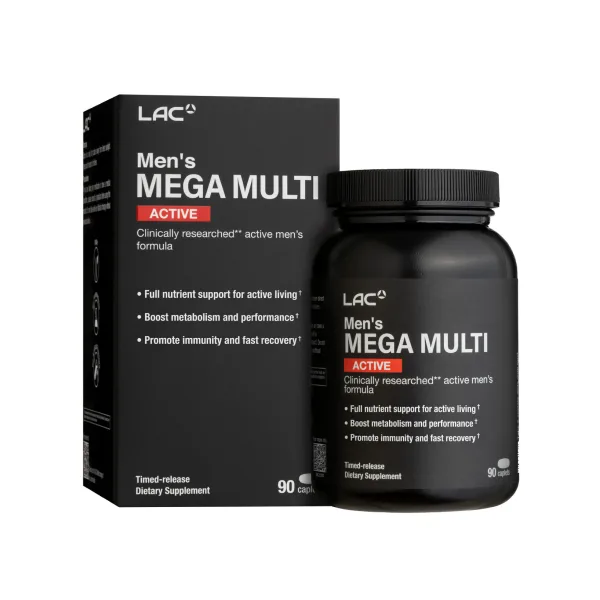 LAC
Men's
MEGA MULTI
ACTIVE
Clinically researched** active men's
formula
• Full nutrient support for active living†
• Boost metabolism and performance†
• Promote immunity and fast recovery†
Timed-release
Dietary Supplement
90 caplets
LAC
Men's
MEGA MULTI
ACTIVE
Clinically researched** active men's
formula
• Full nutrient support for active living†
• Boost metabolism and performance†
• Promote immunity and fast recovery†
Timed-release
Dietary Supplement
90 caplets